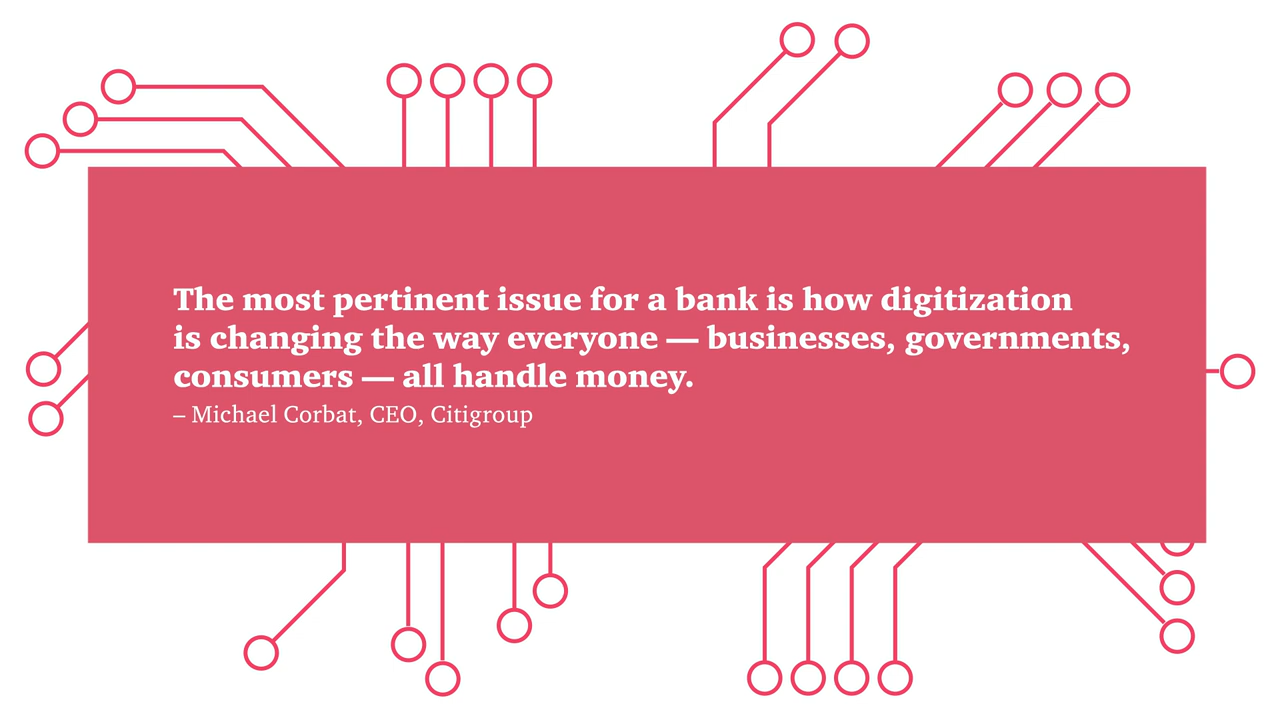 The most pertinent issue for a bank is how digitization
is changing the way everyone — businesses, governments,
consumers — all handle money.
– Michael Corbat, CEO, Citigroup